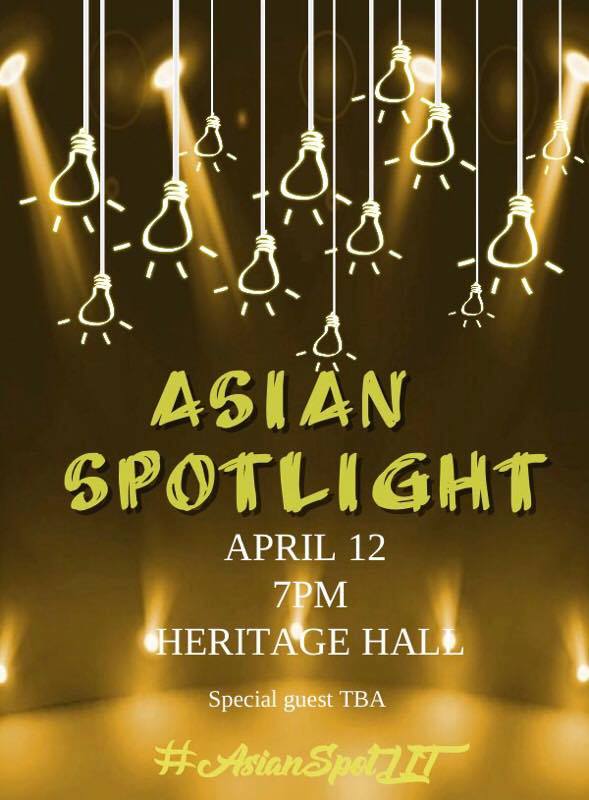 ASIAN
SPOTLIGHT
APRIL 12
7PM
HERITAGE HALL
Special guest TBA
#AsianSpotLIT